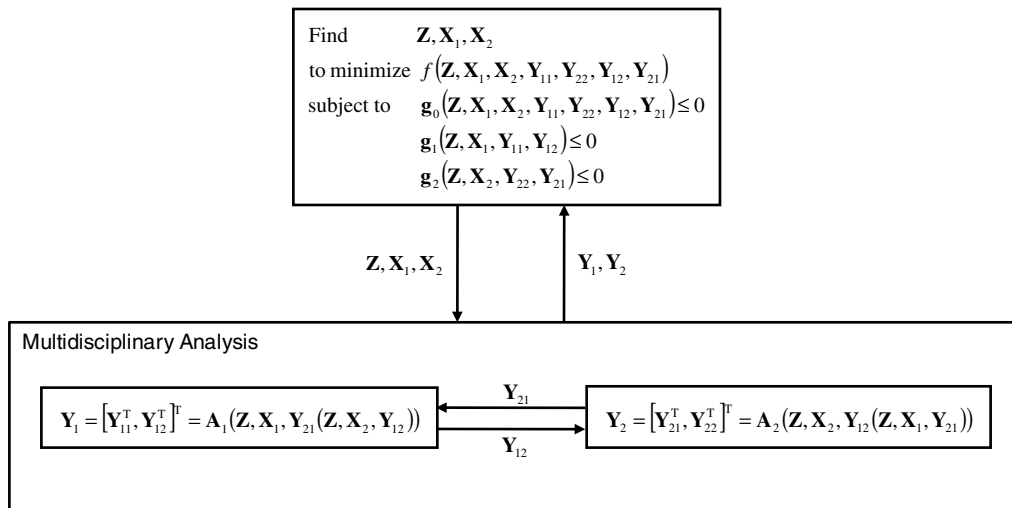 Find Z, X₁, X₂
to minimize f(Z, X₁, X₂, Y₁₁, Y₂₂, Y₁₂, Y₂₁)
subject to g₀(Z, X₁, X₂, Y₁₁, Y₂₂, Y₁₂, Y₂₁) ≤ 0
g₁(Z, X₁, Y₁₁, Y₁₂) ≤ 0
g₂(Z, X₂, Y₂₂, Y₂₁) ≤ 0
Z, X₁, X₂
Y₁, Y₂
Multidisciplinary Analysis
Y₁ = [Y₁₁ᵀ, Y₁₂ᵀ]ᵀ = A₁(Z, X₁, Y₂₁(Z, X₂, Y₁₂))
Y₂₁
Y₁₂
Y₂ = [Y₂₁ᵀ, Y₂₂ᵀ]ᵀ = A₂(Z, X₂, Y₁₂(Z, X₁, Y₂₁))